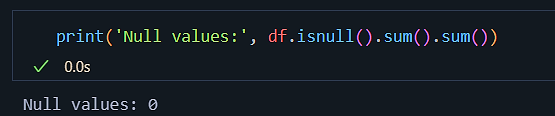 print('Null values:', df.isnull().sum().sum())
0.0s
Null values: 0